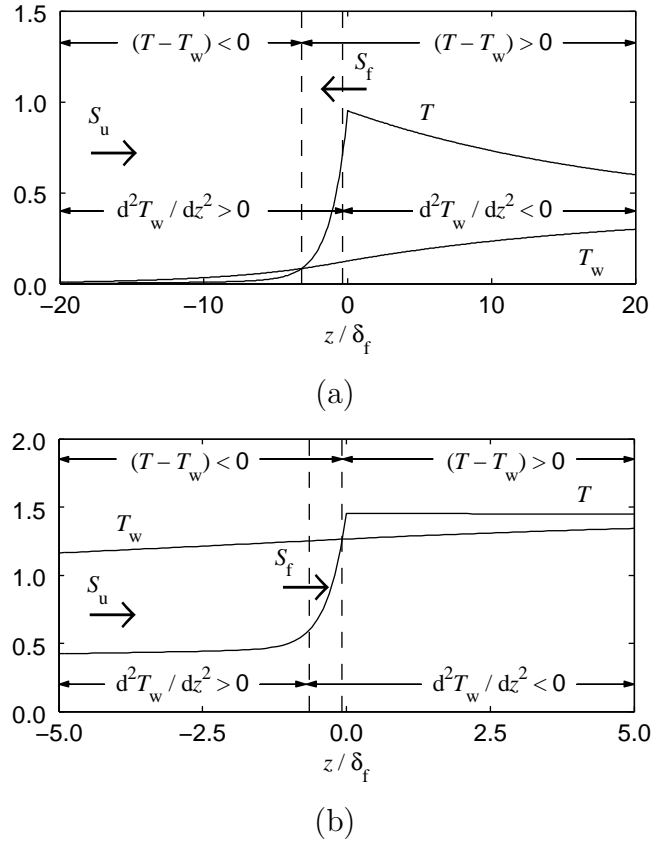 1.5
(T − T_w) < 0 (T − T_w) > 0
S_f
1.0
S_u
T
0.5
d²T_w / dz² > 0 d²T_w / dz² < 0
T_w
0.0
−20 −10 0 10 20
z / δ_f
(a)
2.0
(T − T_w) < 0 (T − T_w) > 0
T
1.5
T_w
S_f
1.0
S_u
0.5
d²T_w / dz² > 0 d²T_w / dz² < 0
0.0
−5.0 −2.5 0.0 2.5 5.0
z / δ_f
(b)